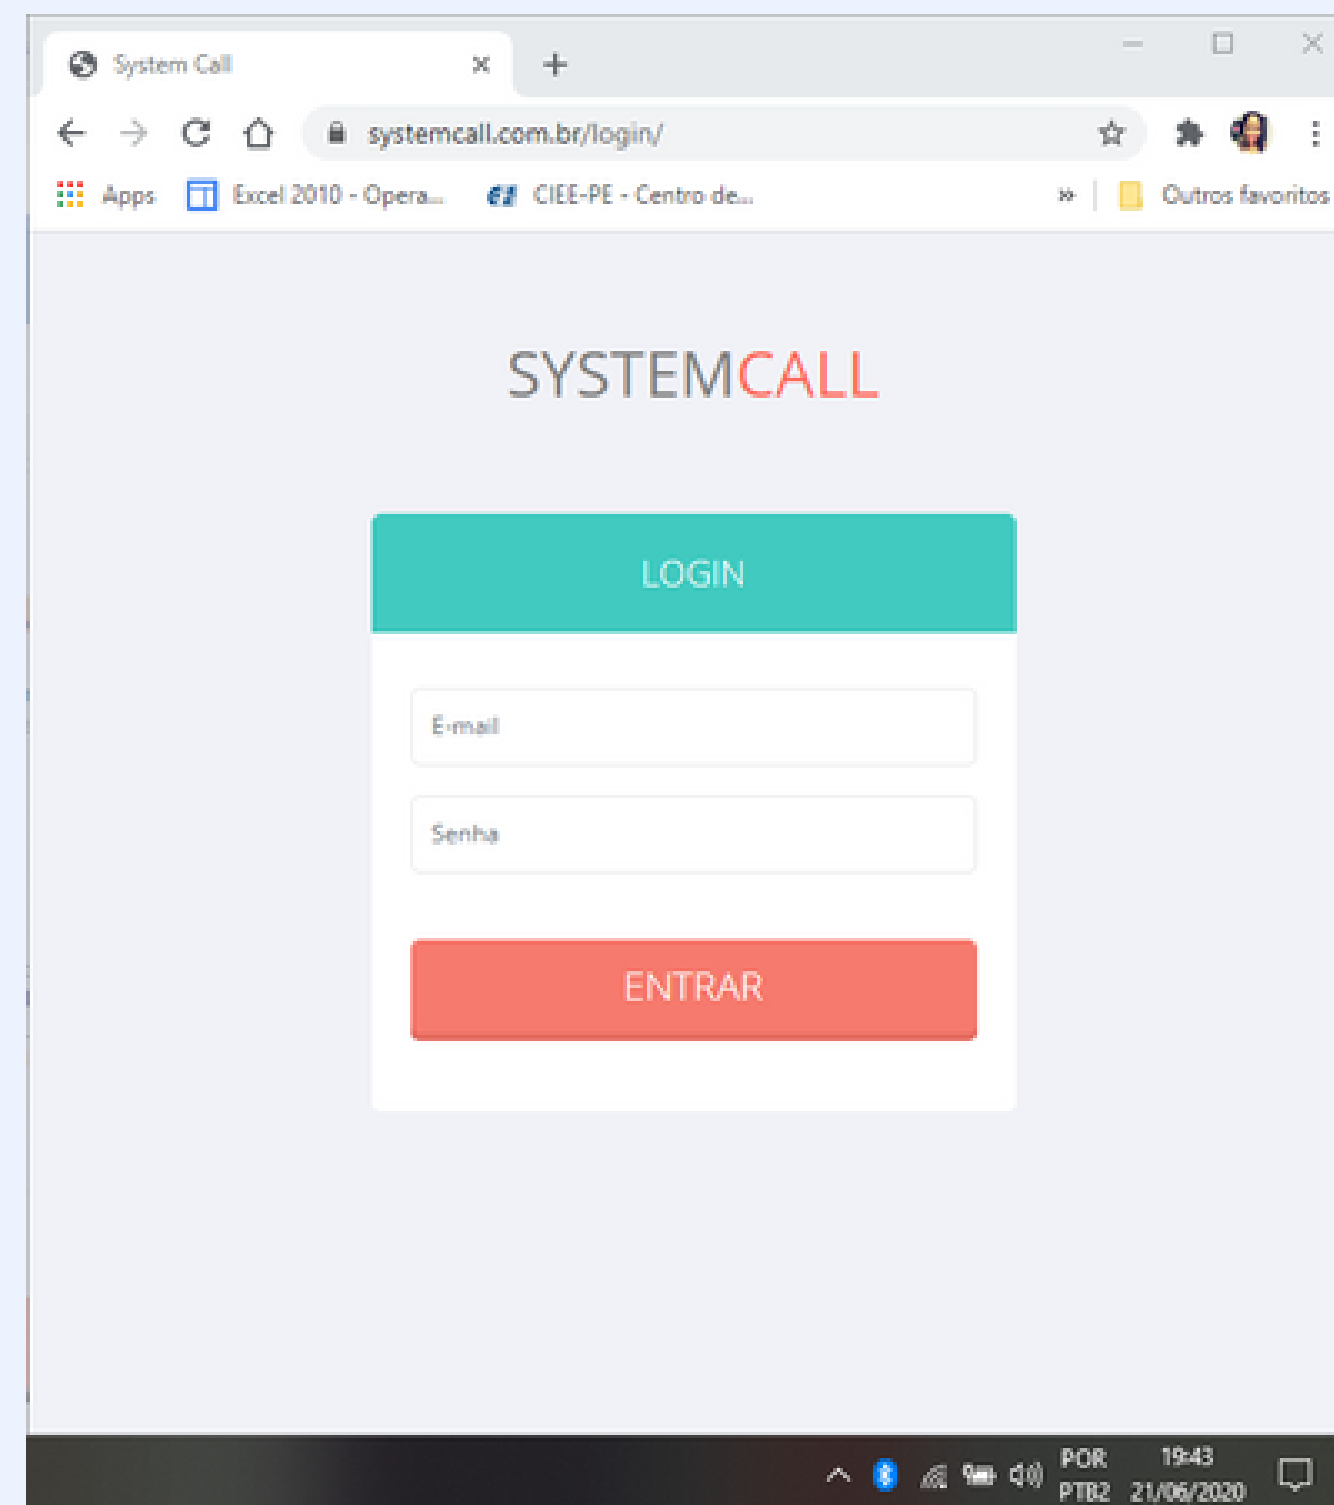 System Call
systemcall.com.br/login/
Apps Excel 2010 - Opera... CIEE-PE - Centro de... » Outros favoritos
SYSTEMCALL
LOGIN
E-mail
Senha
ENTRAR
POR 19:43
PTB2 21/06/2020